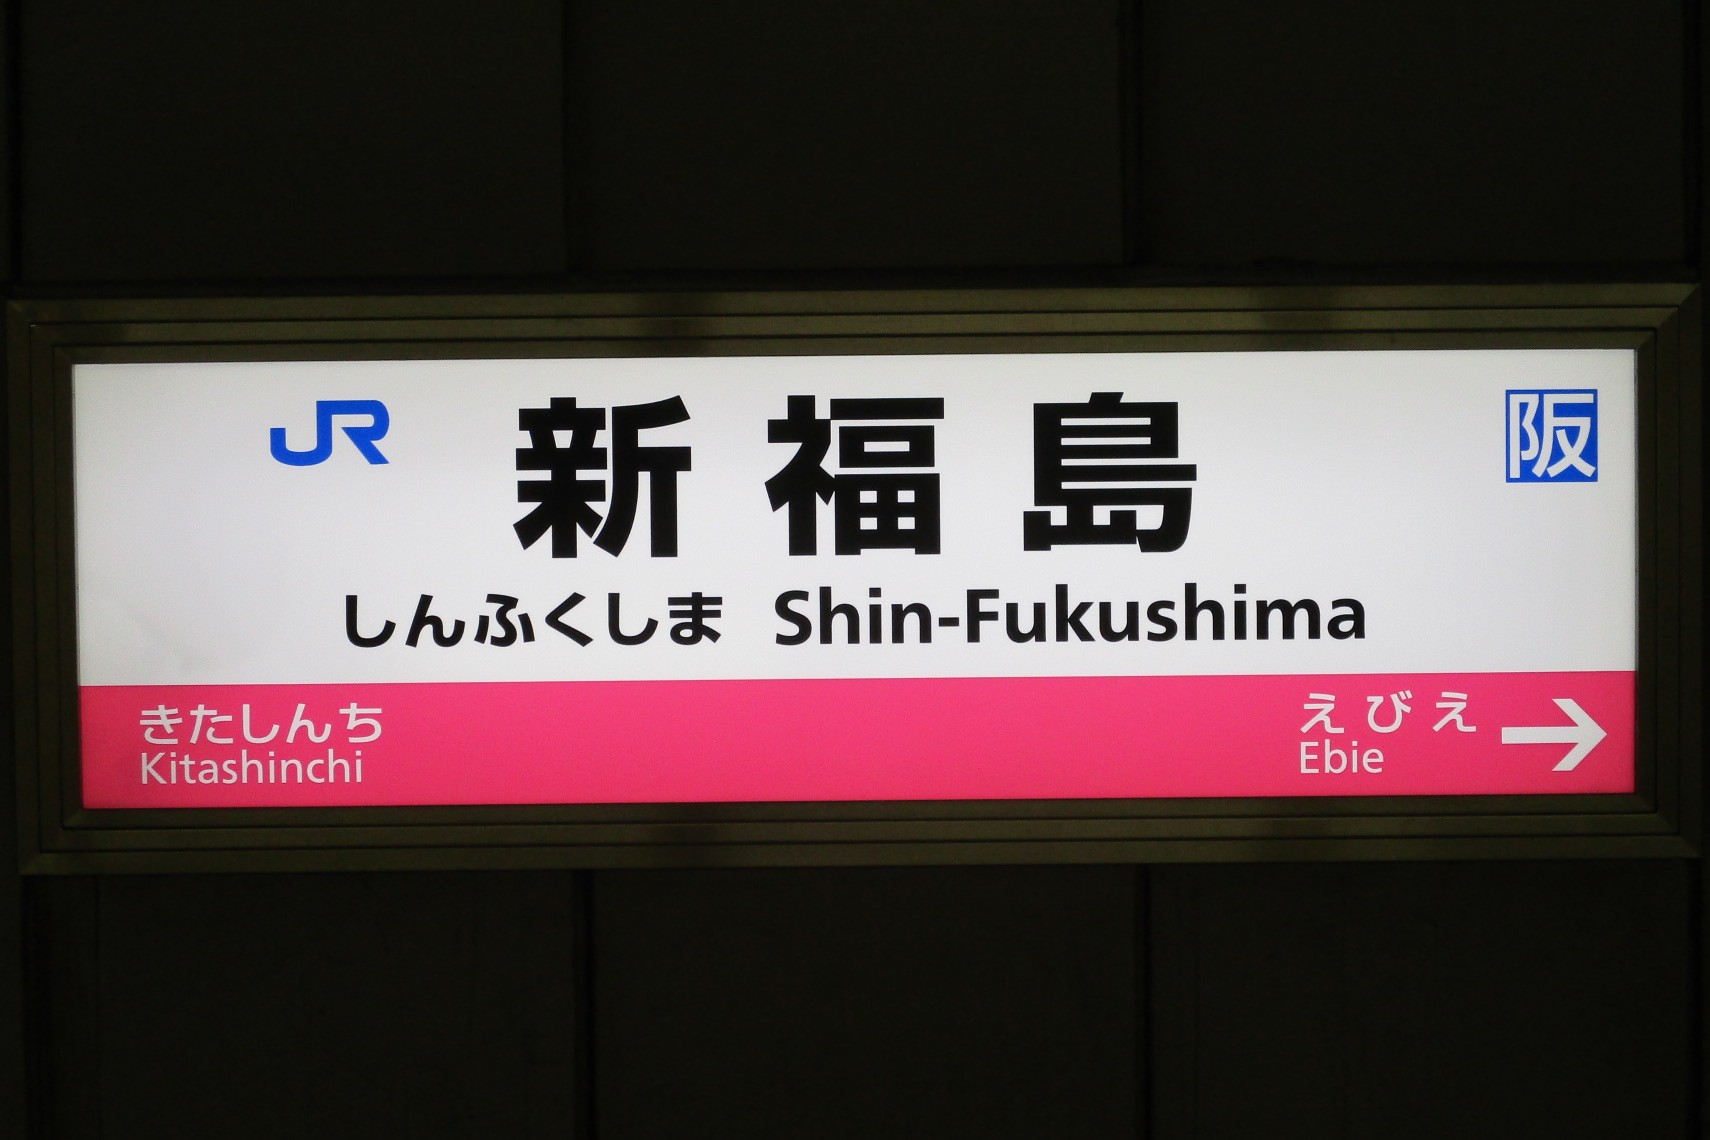 JR 新福島 阪
しんふくしま Shin-Fukushima
きたしんち えびえ →
Kitashinchi Ebie